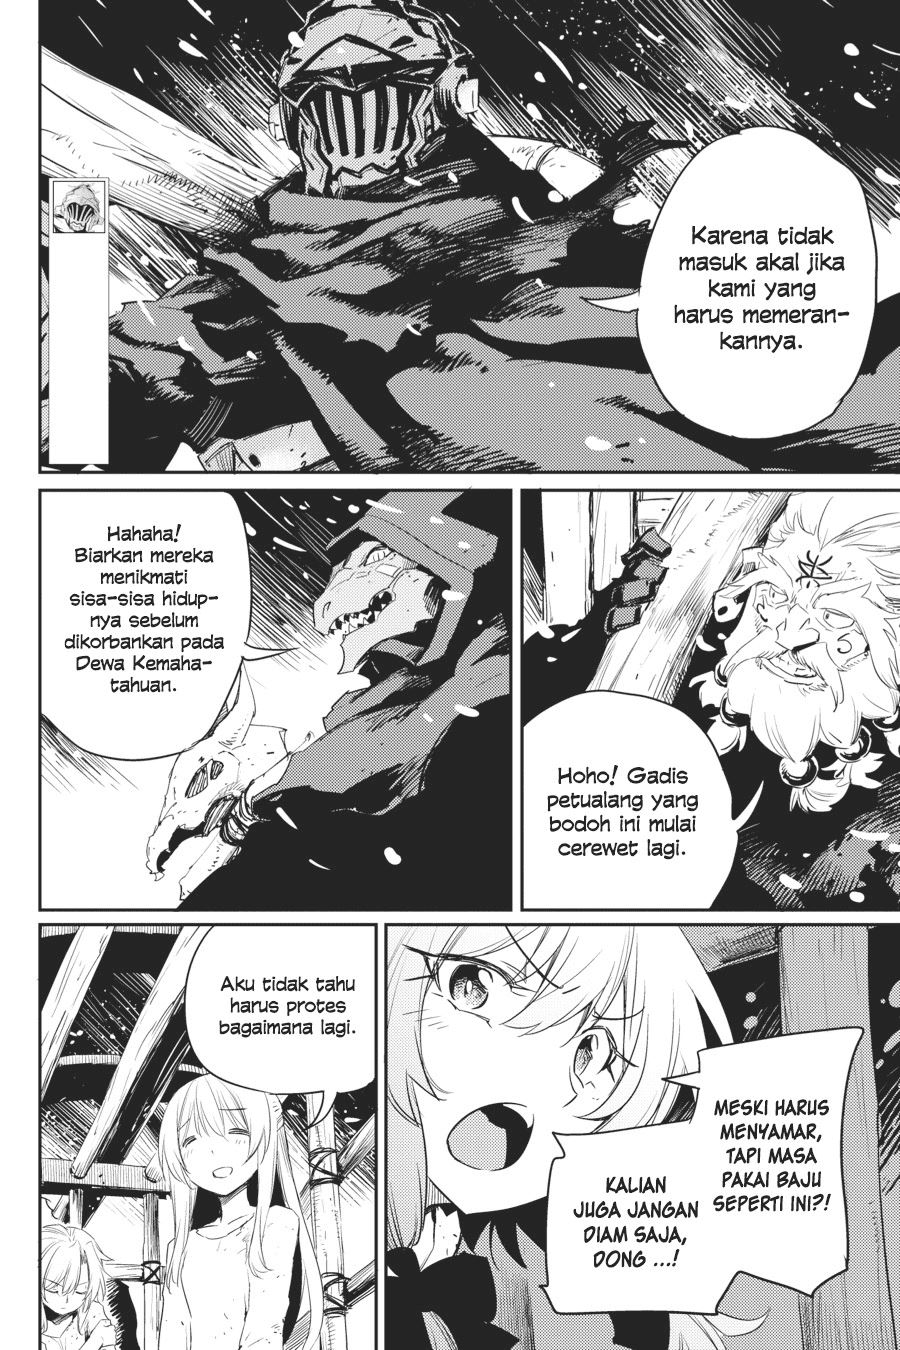 Karena tidak
masuk akal jika
kami yang
harus memeran-
kannya.
Hoho! Gadis
petualang yang
bodoh ini mulai
cerewet lagi.
Hahaha!
Biarkan mereka
menikmati
sisa-sisa hidup-
nya sebelum
dikorbankan pada
Dewa Kemaha-
tahuan.
MESKI HARUS
MENYAMAR,
TAPI MASA
PAKAI BAJU
SEPERTI INI?!
KALIAN
JUGA JANGAN
DIAM SAJA,
DONG ...!
Aku tidak tahu
harus protes
bagaimana lagi.